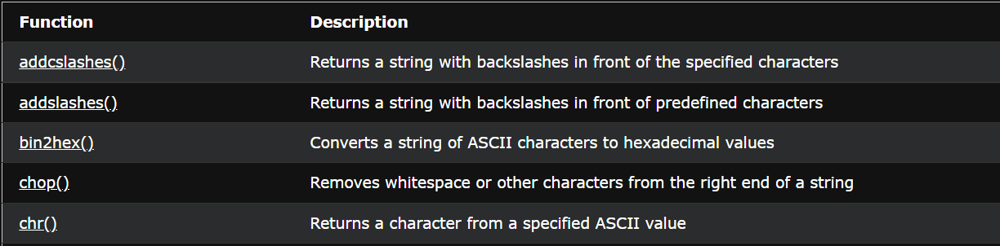 Function Description
addcslashes() Returns a string with backslashes in front of the specified characters
addslashes() Returns a string with backslashes in front of predefined characters
bin2hex() Converts a string of ASCII characters to hexadecimal values
chop() Removes whitespace or other characters from the right end of a string
chr() Returns a character from a specified ASCII value